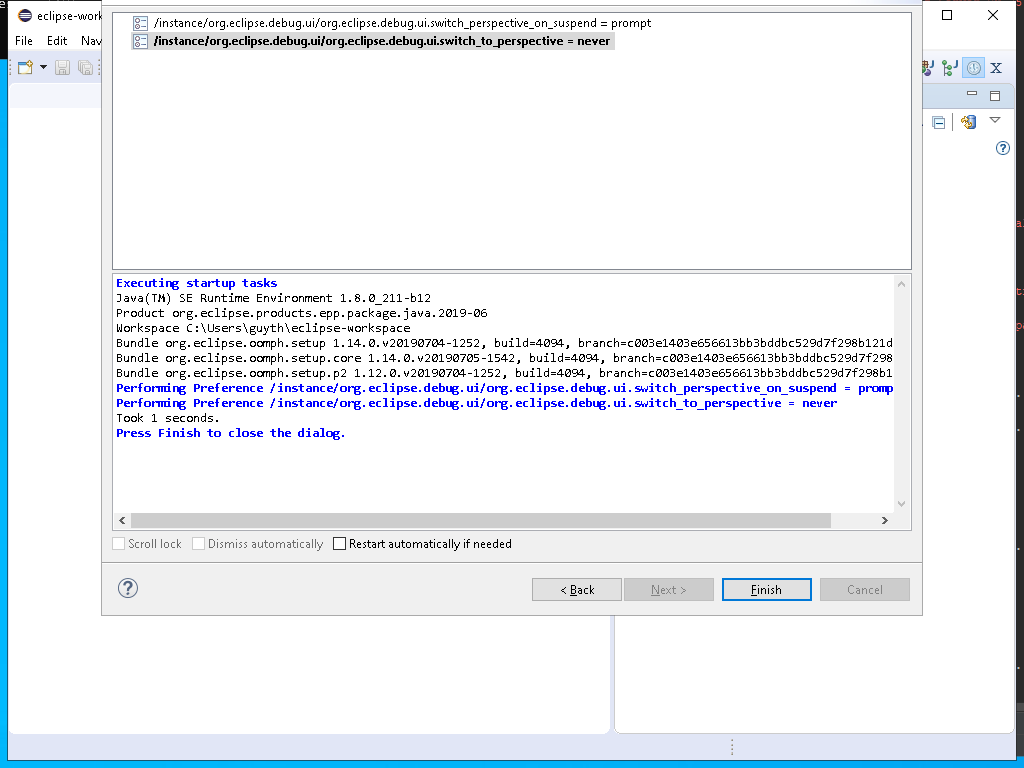 eclipse-work
File Edit Nav
/instance/org.eclipse.debug.ui/org.eclipse.debug.ui.switch_perspective_on_suspend = prompt
/instance/org.eclipse.debug.ui/org.eclipse.debug.ui.switch_to_perspective = never
Executing startup tasks
Java(TM) SE Runtime Environment 1.8.0_211-b12
Product org.eclipse.products.epp.package.java.2019-06
Workspace C:\Users\guyth\eclipse-workspace
Bundle org.eclipse.oomph.setup 1.14.0.v20190704-1252, build=4094, branch=c003e1403e656613bb3bddbc529d7f298b121d
Bundle org.eclipse.oomph.setup.core 1.14.0.v20190705-1542, build=4094, branch=c003e1403e656613bb3bddbc529d7f298
Bundle org.eclipse.oomph.setup.p2 1.12.0.v20190704-1252, build=4094, branch=c003e1403e656613bb3bddbc529d7f298b1
Performing Preference /instance/org.eclipse.debug.ui/org.eclipse.debug.ui.switch_perspective_on_suspend = promp
Performing Preference /instance/org.eclipse.debug.ui/org.eclipse.debug.ui.switch_to_perspective = never
Took 1 seconds.
Press Finish to close the dialog.
Scroll lock Dismiss automatically Restart automatically if needed
< Back Next > Finish Cancel